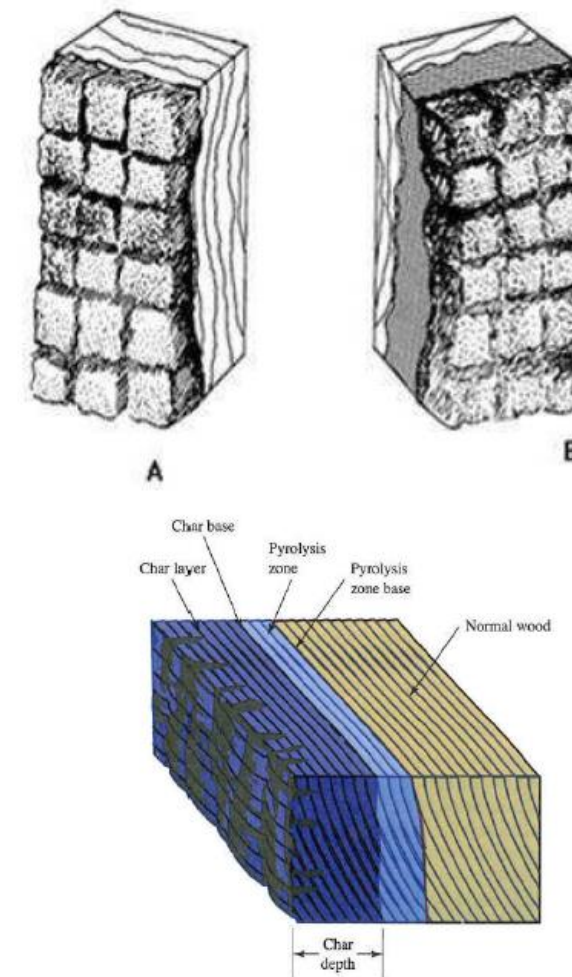 A
B
Char base
Pyrolysis
zone
Char layer
Pyrolysis
zone base
Normal wood
Char
depth